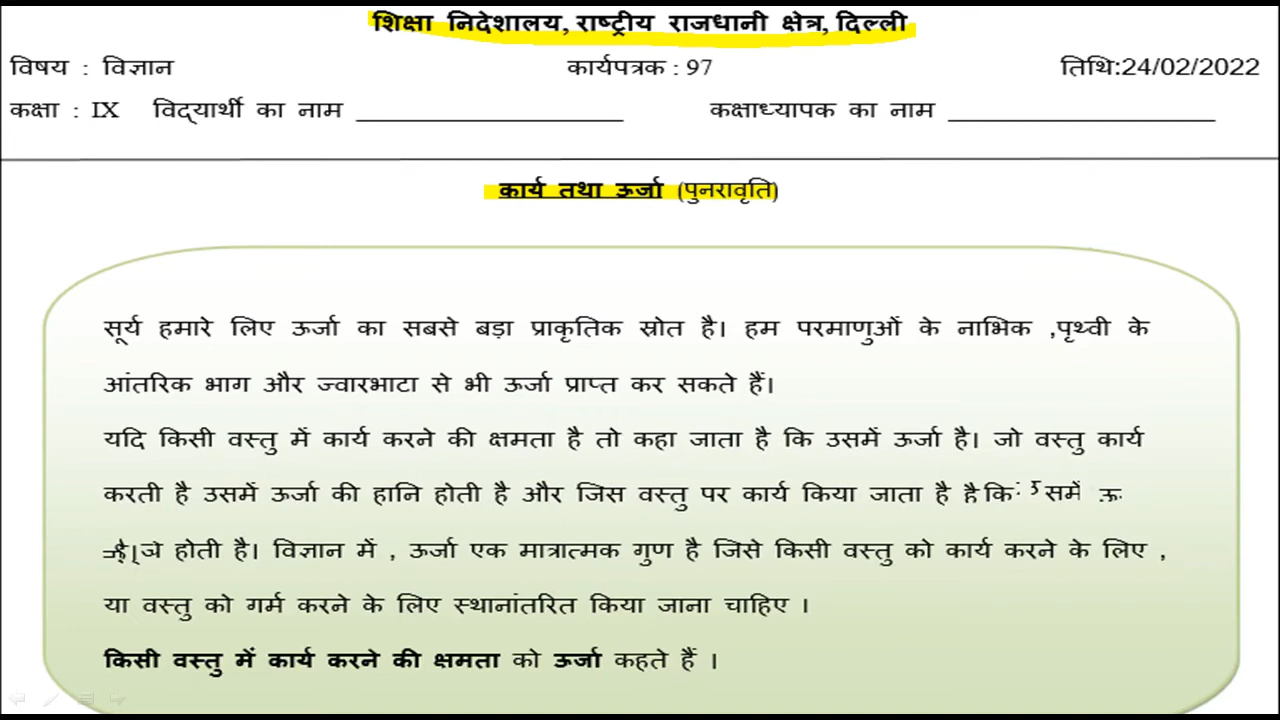 शिक्षा निदेशालय, राष्ट्रीय राजधानी क्षेत्र, दिल्ली
विषय : विज्ञान कार्यपत्रक : 97 तिथि:24/02/2022
कक्षा : IX विद्यार्थी का नाम ____________________ कक्षाध्यापक का नाम ____________________
कार्य तथा ऊर्जा (पुनरावृति)
सूर्य हमारे लिए ऊर्जा का सबसे बड़ा प्राकृतिक स्रोत है। हम परमाणुओं के नाभिक ,पृथ्वी के
आंतरिक भाग और ज्वारभाटा से भी ऊर्जा प्राप्त कर सकते हैं।
यदि किसी वस्तु में कार्य करने की क्षमता है तो कहा जाता है कि उसमें ऊर्जा है। जो वस्तु कार्य
करती है उसमें ऊर्जा की हानि होती है और जिस वस्तु पर कार्य किया जाता है
होती है। विज्ञान में , ऊर्जा एक मात्रात्मक गुण है जिसे किसी वस्तु को कार्य करने के लिए ,
या वस्तु को गर्म करने के लिए स्थानांतरित किया जाना चाहिए ।
किसी वस्तु में कार्य करने की क्षमता को ऊर्जा कहते हैं ।